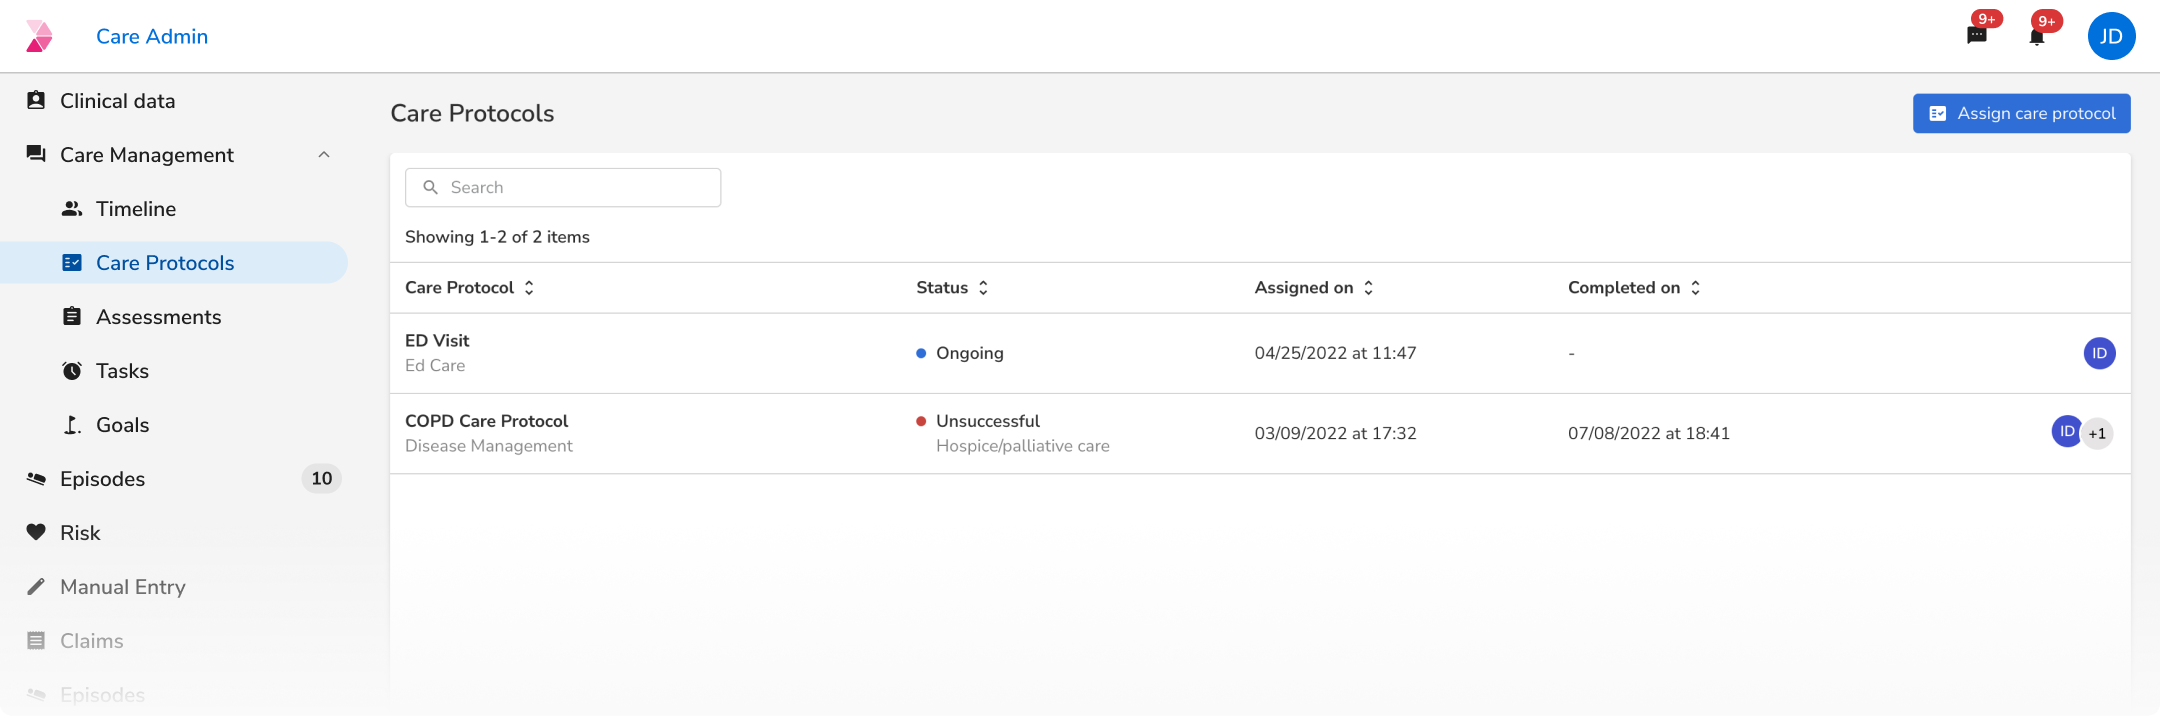 Care Admin
9+
9+
JD
Clinical data
Care Management
Timeline
Care Protocols
Assessments
Tasks
Goals
Episodes 10
Risk
Manual Entry
Claims
Episodes
Care Protocols
Assign care protocol
Search
Showing 1-2 of 2 items
Care Protocol Status Assigned on Completed on
ED Visit
Ed Care
Ongoing
04/25/2022 at 11:47
-
ID
COPD Care Protocol
Disease Management
Unsuccessful
Hospice/palliative care
03/09/2022 at 17:32
07/08/2022 at 18:41
ID +1